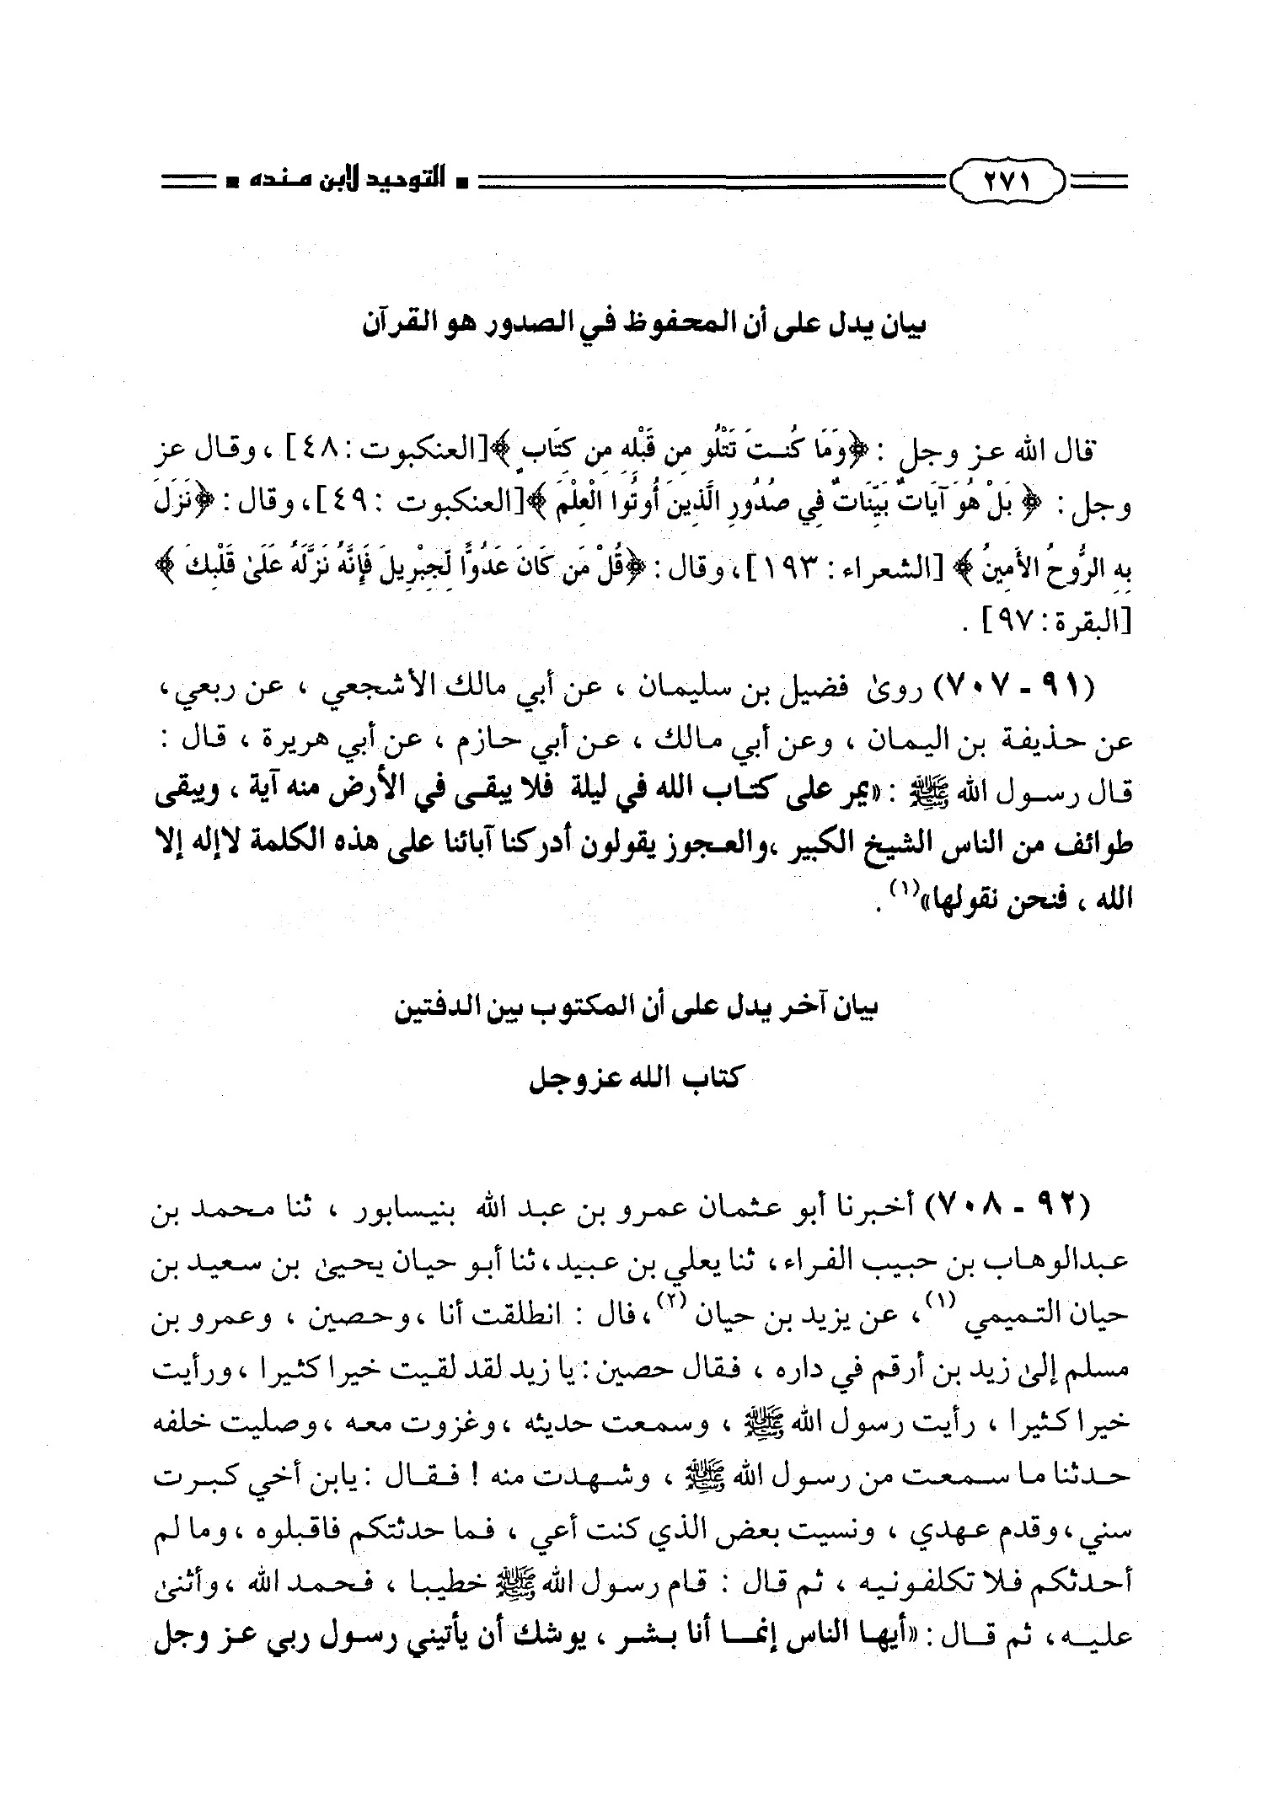 ٢٧١ ■ التوحيد لابن منده ■
بيان يدل على أن المحفوظ في الصدور هو القرآن
قال الله عز وجل : ﴿وَمَا كُنتَ تَتْلُو مِن قَبْلِهِ مِن كِتَابٍ ﴾[العنكبوت : ٤٨] ، وقال عز
وجل : ﴿ بَلْ هُوَ آيَاتٌ بَيِّنَاتٌ فِي صُدُورِ الَّذِينَ أُوتُوا الْعِلْمَ ﴾[العنكبوت : ٤٩]، وقال : ﴿نَزَلَ
بِهِ الرُّوحُ الأَمِينُ ﴾ [الشعراء : ١٩٣]، وقال : ﴿قُلْ مَن كَانَ عَدُوًّا لِّجِبْرِيلَ فَإِنَّهُ نَزَّلَهُ عَلَىٰ قَلْبِكَ ﴾
[البقرة : ٩٧] .
(٩١ - ٧٠٧) روىٰ فضيل بن سليمان ، عن أبي مالك الأشجعي ، عن ربعي ،
عن حذيفة بن اليمان ، وعن أبي مالك ، عن أبي حازم ، عن أبي هريرة ، قال :
قال رسول الله ﷺ : «يمر على كتاب الله في ليلة فلا يبقى في الأرض منه آية ، ويبقى
طوائف من الناس الشيخ الكبير ،والعجوز يقولون أدركنا آبائنا على هذه الكلمة لاإله إلا
الله ، فنحن نقولها»(١) .
بيان آخر يدل على أن المكتوب بين الدفتين
كتاب الله عزوجل
(٩٢ - ٧٠٨) أخبرنا أبو عثمان عمرو بن عبد الله بنيسابور ، ثنا محمد بن
عبدالوهاب بن حبيب الفراء، ثنا يعلي بن عبيد،ثنا أبو حيان يحيىٰ بن سعيد بن
حيان التميمي (١)، عن يزيد بن حيان (٢)،قال : انطلقت أنا ،وحصين ، وعمرو بن
مسلم إلىٰ زيد بن أرقم في داره ، فقال حصين : يا زيد لقد لقيت خيرا كثيرا ،ورأيت
خيرا كثيرا ، رأيت رسول الله ﷺ ، وسمعت حديثه ،وغزوت معه ،وصليت خلفه
حدثنا ما سمعت من رسول الله ﷺ ، وشهدت منه ! فقال : يابن أخي كبرت
سني ،وقدم عهدي ، ونسيت بعض الذي كنت أعي ، فما حدثتكم فاقبلوه ،وما لم
أحدثكم فلا تكلفونيه ، ثم قال : قام رسول الله ﷺ خطيبا ، فحمد الله ،وأثنىٰ
عليه، ثم قال : «أيها الناس إنما أنا بشر ، يوشك أن يأتيني رسول ربي عز وجل